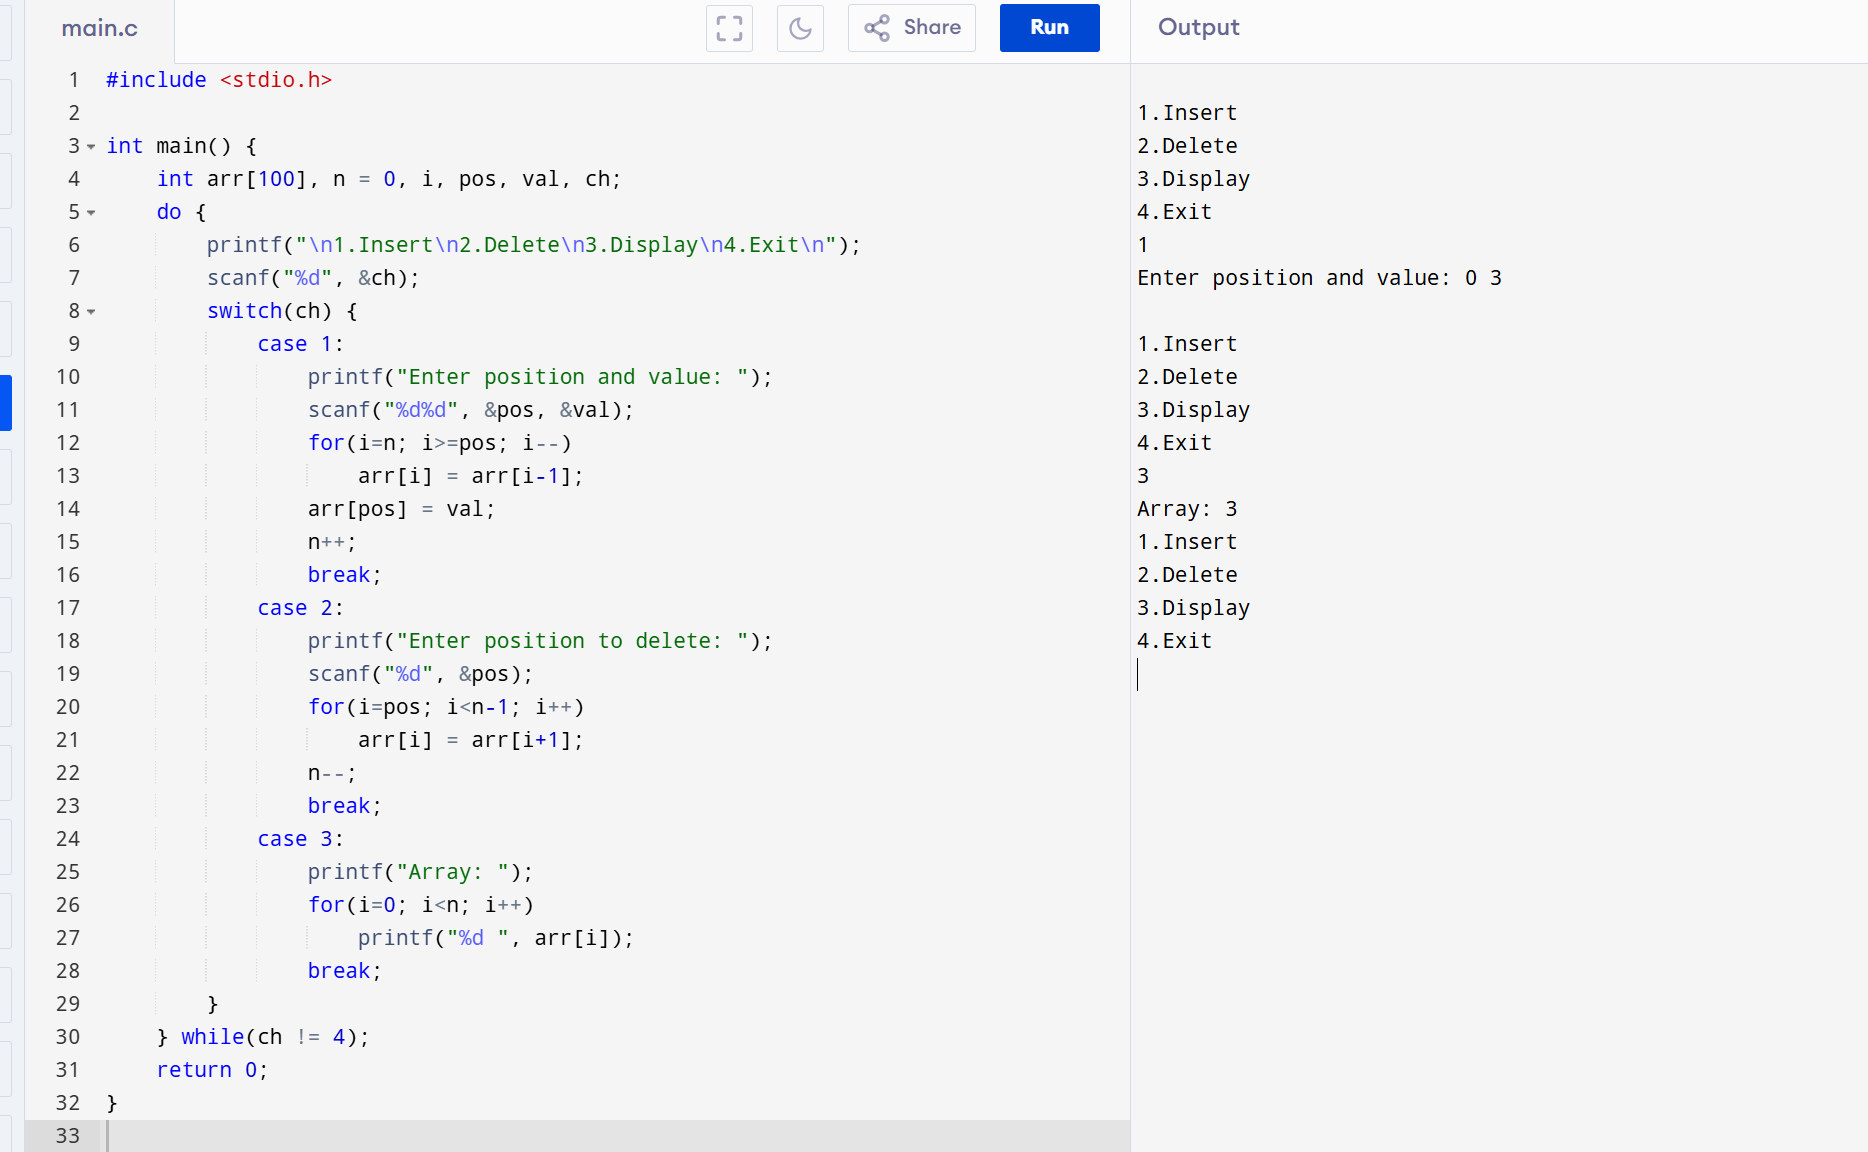 main.c
Share
Run
Output
1 #include <stdio.h>
2
3 int main() {
4     int arr[100], n = 0, i, pos, val, ch;
5     do {
6         printf("\n1.Insert\n2.Delete\n3.Display\n4.Exit\n");
7         scanf("%d", &ch);
8         switch(ch) {
9             case 1:
10                 printf("Enter position and value: ");
11                 scanf("%d%d", &pos, &val);
12                 for(i=n; i>=pos; i--)
13                     arr[i] = arr[i-1];
14                 arr[pos] = val;
15                 n++;
16                 break;
17             case 2:
18                 printf("Enter position to delete: ");
19                 scanf("%d", &pos);
20                 for(i=pos; i<n-1; i++)
21                     arr[i] = arr[i+1];
22                 n--;
23                 break;
24             case 3:
25                 printf("Array: ");
26                 for(i=0; i<n; i++)
27                     printf("%d ", arr[i]);
28                 break;
29         }
30     } while(ch != 4);
31     return 0;
32 }
33
1.Insert
2.Delete
3.Display
4.Exit
1
Enter position and value: 0 3
1.Insert
2.Delete
3.Display
4.Exit
3
Array: 3
1.Insert
2.Delete
3.Display
4.Exit